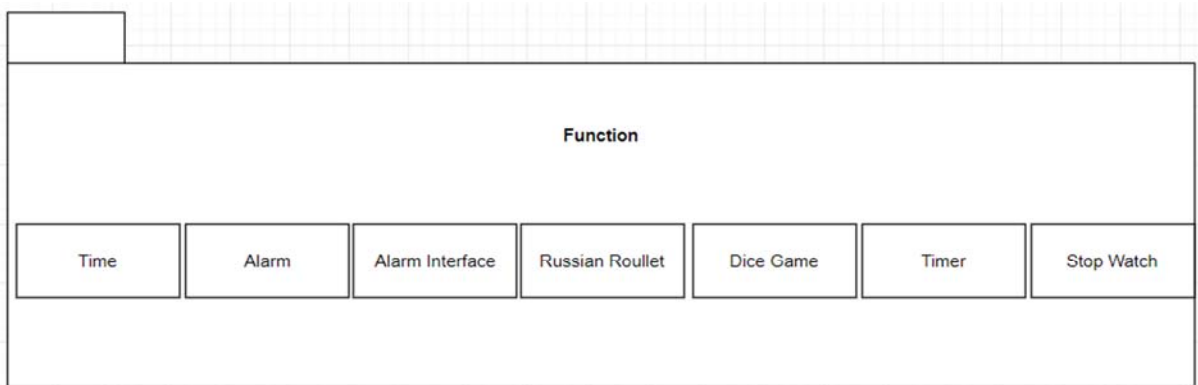 Function
Time
Alarm
Alarm Interface
Russian Roullet
Dice Game
Timer
Stop Watch